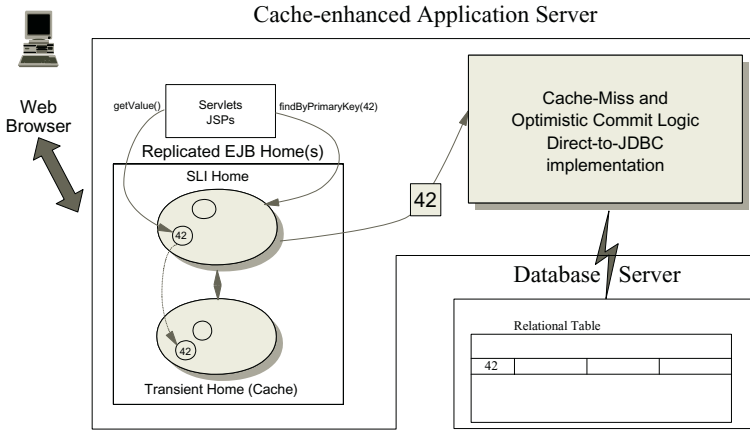 Cache-enhanced Application Server
Web
Browser
getValue()
Servlets
JSPs
findByPrimaryKey(42)
Replicated EJB Home(s)
SLI Home
42
42
Transient Home (Cache)
42
Cache-Miss and
Optimistic Commit Logic
Direct-to-JDBC
implementation
Database Server
Relational Table
42